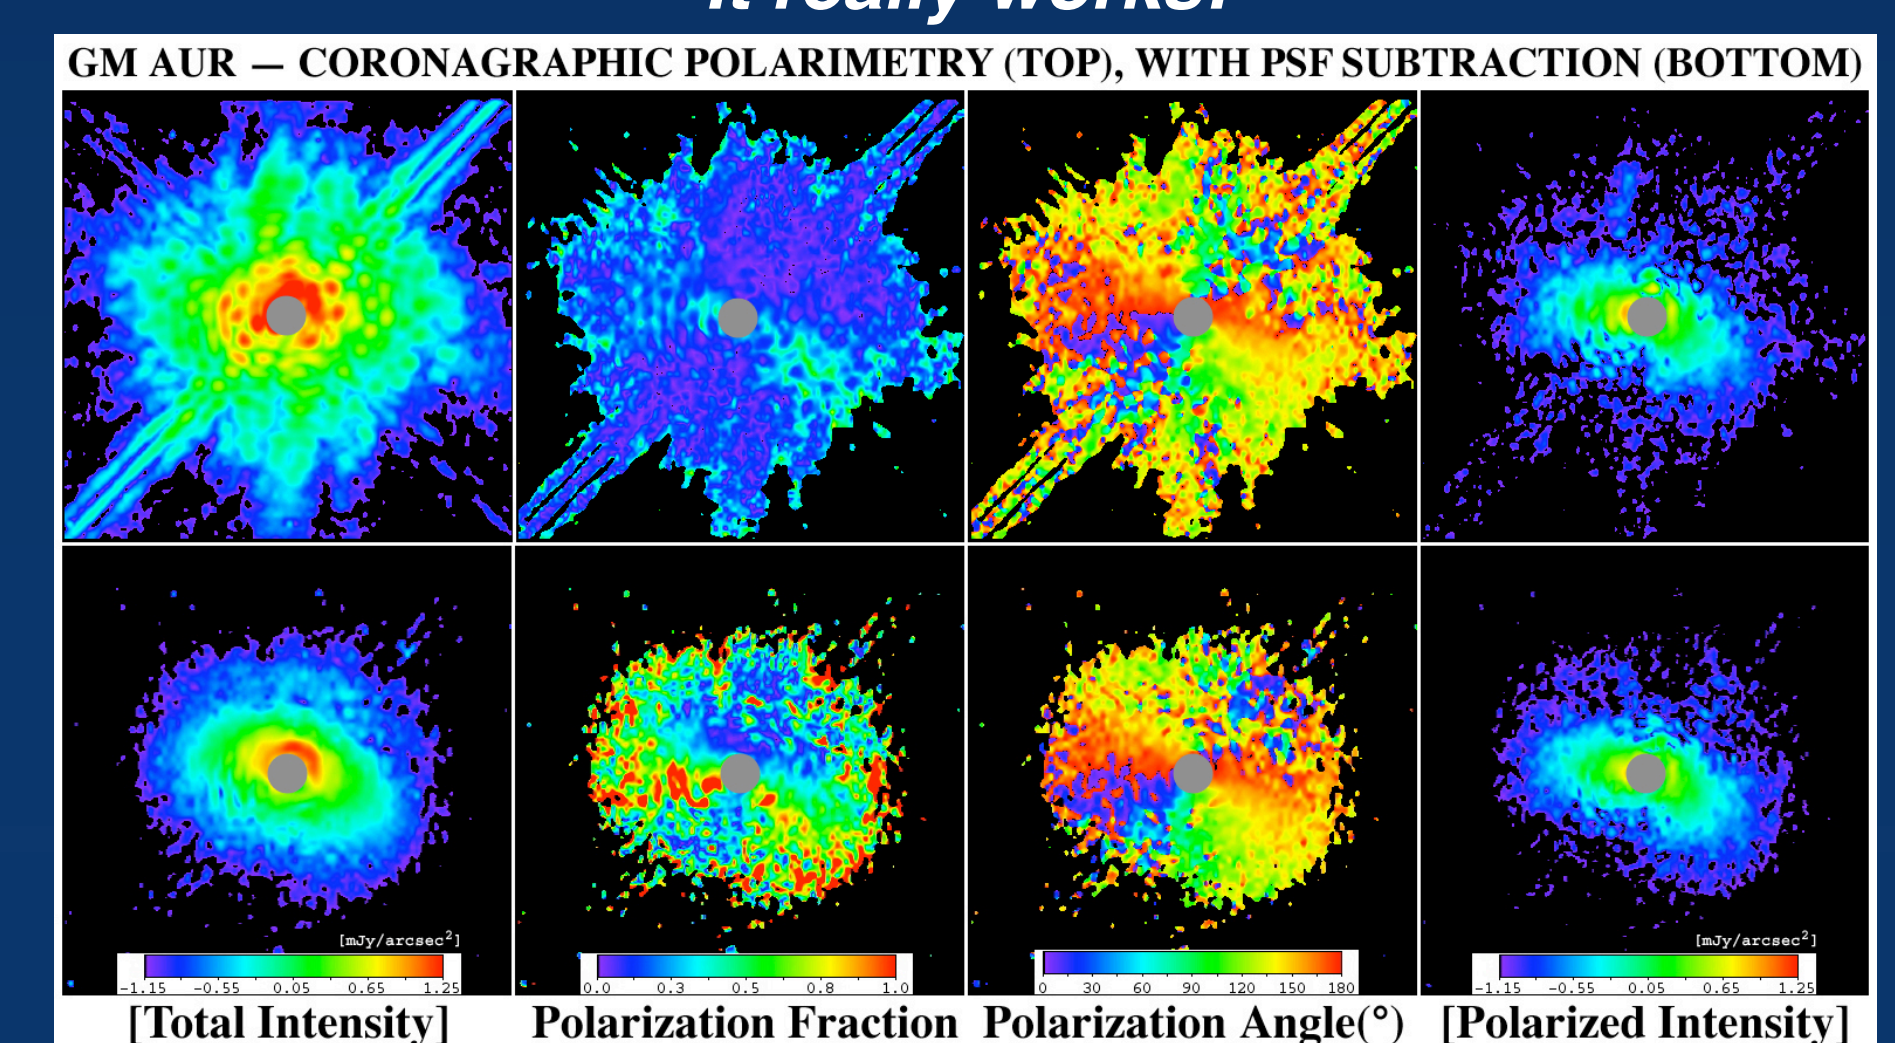 it really works!
GM AUR — CORONAGRAPHIC POLARIMETRY (TOP), WITH PSF SUBTRACTION (BOTTOM)
[mJy/arcsec²] [mJy/arcsec²]
-1.15 -0.55 0.05 0.65 1.25 0.0 0.3 0.5 0.8 1.0 0 30 60 90 120 150 180 -1.15 -0.55 0.05 0.65 1.25
[Total Intensity] Polarization Fraction Polarization Angle(°) [Polarized Intensity]